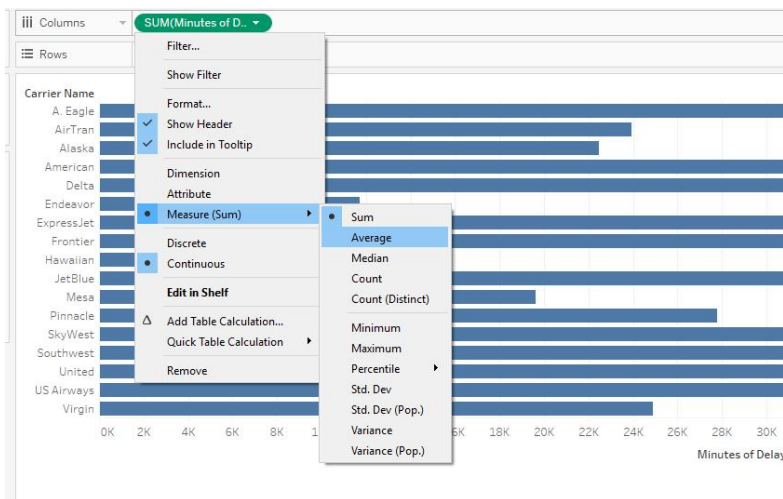 Columns
SUM(Minutes of D..
Rows
Filter...
Show Filter
Format...
Show Header
Include in Tooltip
Dimension
Attribute
Measure (Sum)
Discrete
Continuous
Edit in Shelf
Add Table Calculation...
Quick Table Calculation
Remove
Sum
Average
Median
Count
Count (Distinct)
Minimum
Maximum
Percentile
Std. Dev
Std. Dev (Pop.)
Variance
Variance (Pop.)
Carrier Name
A. Eagle
AirTran
Alaska
American
Delta
Endeavor
ExpressJet
Frontier
Hawaiian
JetBlue
Mesa
Pinnacle
SkyWest
Southwest
United
US Airways
Virgin
0K 2K 4K 6K 8K 1 6K 18K 20K 22K 24K 26K 28K 30K
Minutes of Delay